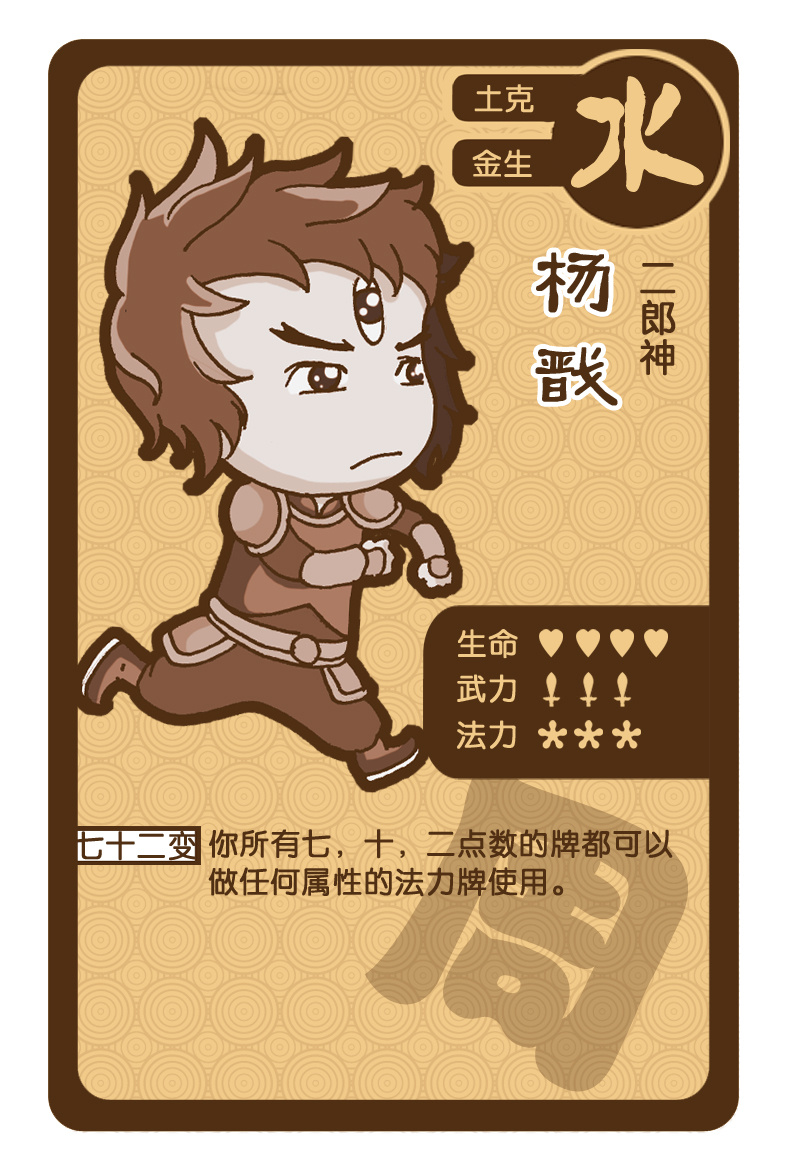 土克
金生
水
二郎神
杨戬
生命
武力
法力
七十二变
你所有七，十，二点数的牌都可以
做任何属性的法力牌使用。
周